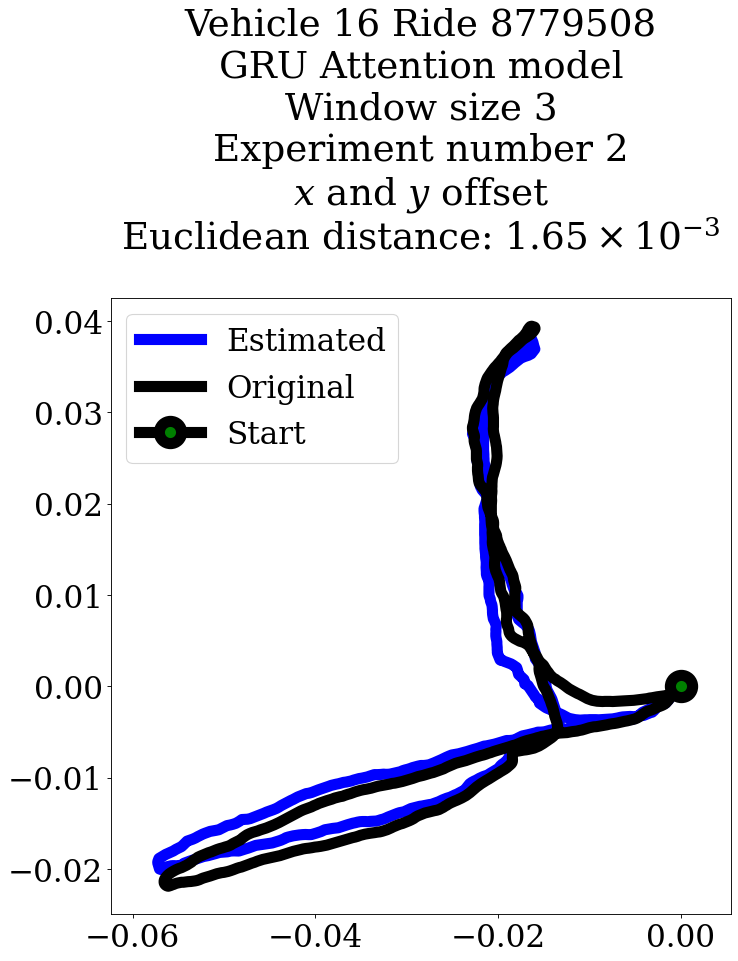 Vehicle 16 Ride 8779508
GRU Attention model
Window size 3
Experiment number 2
x and y offset
Euclidean distance: 1.65 × 10⁻³
Estimated
Original
Start
0.04
0.03
0.02
0.01
0.00
−0.01
−0.02
−0.06
−0.04
−0.02
0.00